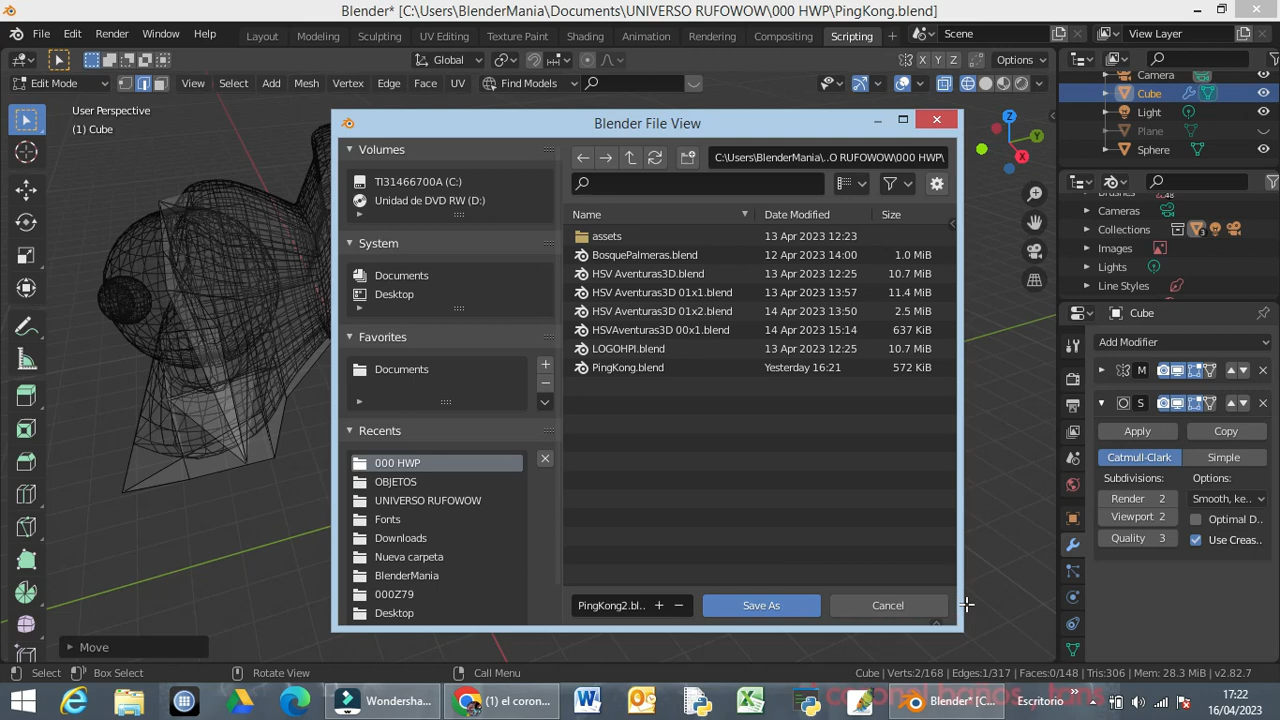 Blender* [C:\Users\BlenderMania\Documents\UNIVERSO RUFOWOW\000 HWP\PingKong.blend]
File Edit Render Window Help Layout Modeling Sculpting UV Editing Texture Paint Shading Animation Rendering Compositing Scripting + Scene View Layer
Global X Y Z Options
Edit Mode View Select Add Mesh Vertex Edge Face UV Find Models
User Perspective
(1) Cube
Camera
Cube
Light
Plane
Sphere
Z
Y
X
Cameras
Collections
Images
Lights
Line Styles
Cube
Add Modifier
M
S
Apply Copy
Catmull-Clark Simple
Subdivisions: Options:
Render 2 Smooth, ke..
Viewport 2 Optimal D...
Quality 3 Use Creas..
Blender File View
Volumes
TI31466700A (C:)
Unidad de DVD RW (D:)
System
Documents
Desktop
Favorites
Documents
Recents
000 HWP
OBJETOS
UNIVERSO RUFOWOW
Fonts
Downloads
Nueva carpeta
BlenderMania
000Z79
Desktop
C:\Users\BlenderMania\..O RUFOWOW\000 HWP\
Name Date Modified Size
assets 13 Apr 2023 12:23
BosquePalmeras.blend 12 Apr 2023 14:00 1.0 MiB
HSV Aventuras3D.blend 13 Apr 2023 12:25 10.7 MiB
HSV Aventuras3D 01x1.blend 13 Apr 2023 13:57 11.4 MiB
HSV Aventuras3D 01x2.blend 14 Apr 2023 13:50 2.5 MiB
HSVAventuras3D 00x1.blend 14 Apr 2023 15:14 637 KiB
LOGOHPI.blend 13 Apr 2023 12:25 10.7 MiB
PingKong.blend Yesterday 16:21 572 KiB
PingKong2.bl.. + − Save As Cancel
Move
Select Box Select Rotate View Call Menu Cube | Verts:2/168 | Edges:1/317 | Faces:0/148 | Tris:306 | Mem: 28.3 MiB | v2.82.7
Wondersha... (1) el coron... Blender* [C... Escritorio 17:22
16/04/2023